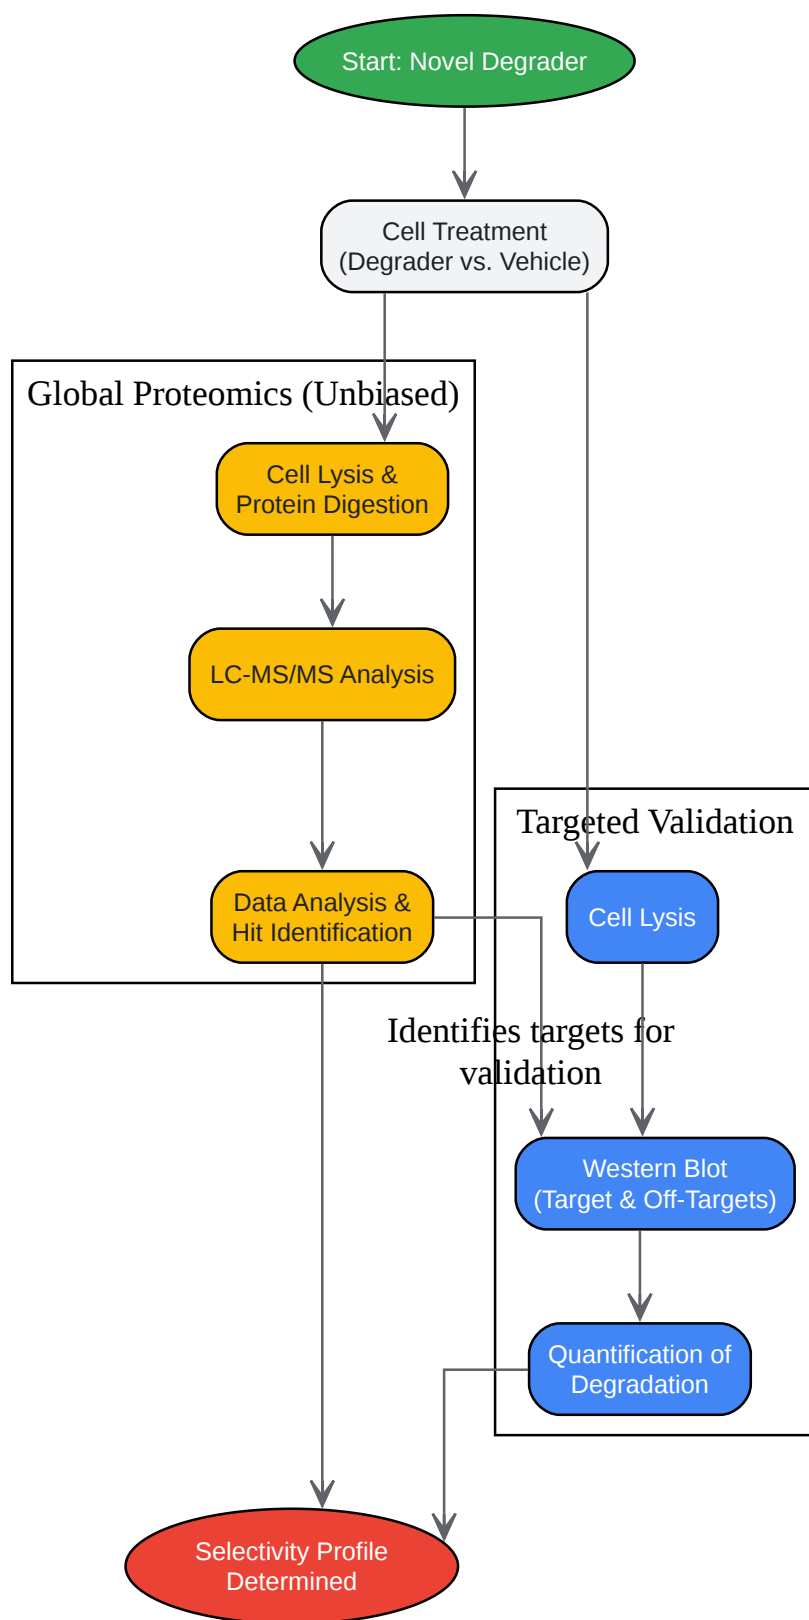 Start: Novel Degrader
Cell Treatment
(Degrader vs. Vehicle)
Global Proteomics (Unbiased)
Cell Lysis &
Protein Digestion
LC-MS/MS Analysis
Data Analysis &
Hit Identification
Targeted Validation
Cell Lysis
Identifies targets for
validation
Western Blot
(Target & Off-Targets)
Quantification of
Degradation
Selectivity Profile
Determined